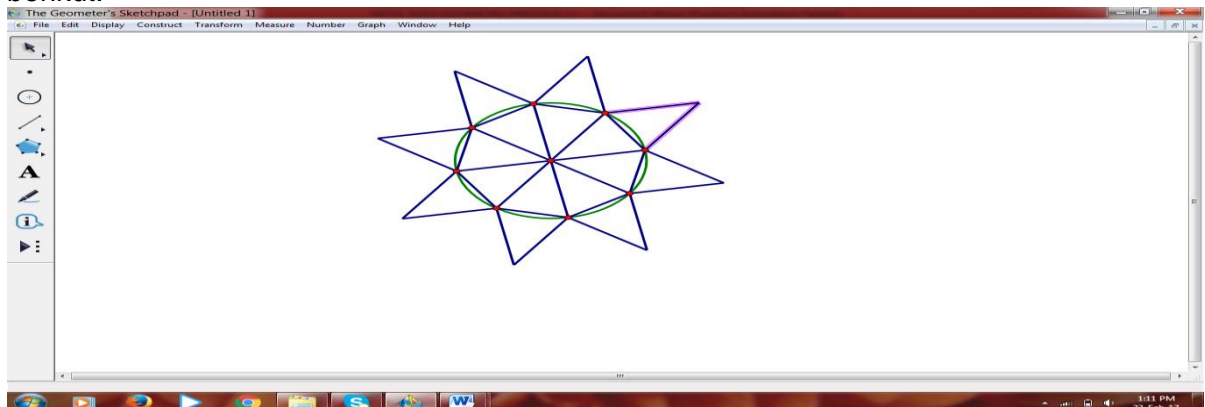 The Geometer's Sketchpad - [Untitled 1]
File Edit Display Construct Transform Measure Number Graph Window Help
A
1:11 PM